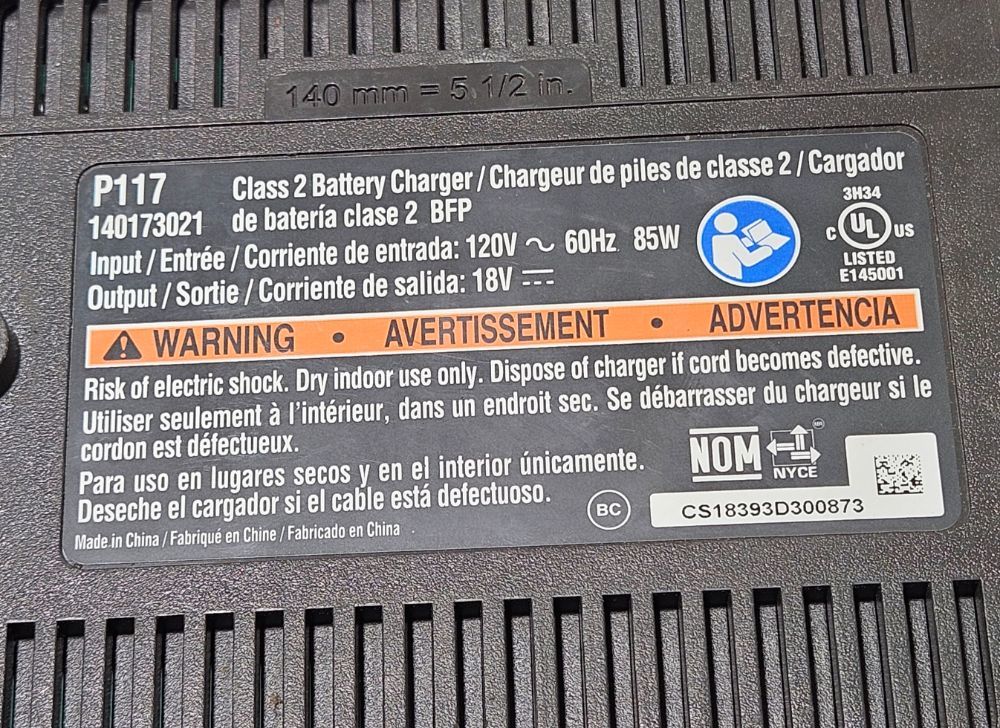 140 mm = 5 1/2 in.
P117 Class 2 Battery Charger / Chargeur de piles de classe 2 / Cargador
140173021 de batería clase 2 BFP
Input / Entrée / Corriente de entrada: 120V ~ 60Hz 85W
Output / Sortie / Corriente de salida: 18V ⎓
3H34
c UL US
LISTED
E145001
WARNING • AVERTISSEMENT • ADVERTENCIA
Risk of electric shock. Dry indoor use only. Dispose of charger if cord becomes defective.
Utiliser seulement à l'intérieur, dans un endroit sec. Se débarrasser du chargeur si le
cordon est défectueux.
Para uso en lugares secos y en el interior únicamente.
Deseche el cargador si el cable está defectuoso.
NOM
NYCE
BC
CS18393D300873
Made in China / Fabriqué en Chine / Fabricado en China